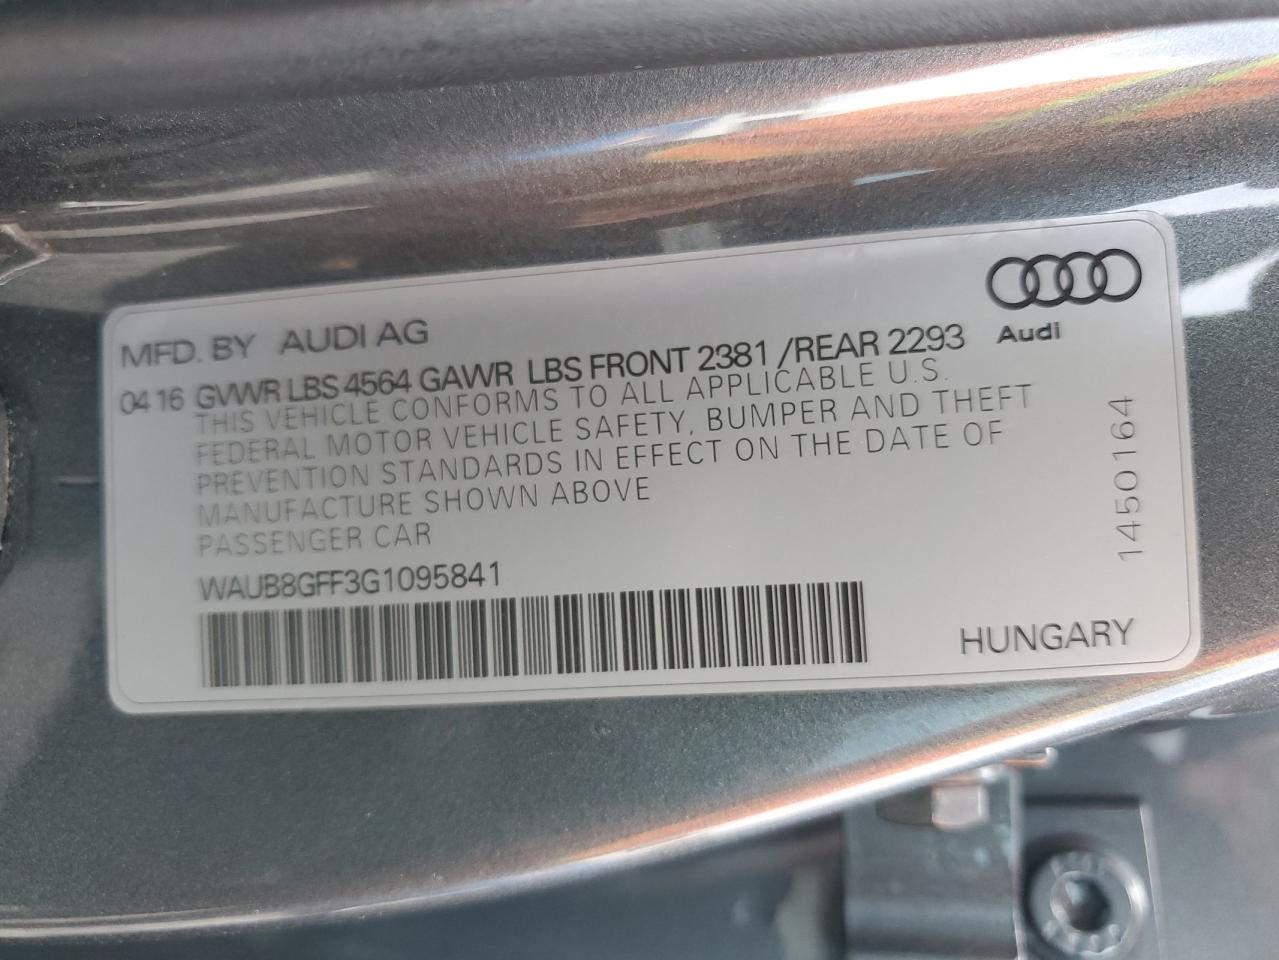 MFD. BY AUDI AG
Audi
04 16 GVWR LBS 4564 GAWR LBS FRONT 2381 /REAR 2293
THIS VEHICLE CONFORMS TO ALL APPLICABLE U.S.
FEDERAL MOTOR VEHICLE SAFETY, BUMPER AND THEFT
PREVENTION STANDARDS IN EFFECT ON THE DATE OF
MANUFACTURE SHOWN ABOVE
PASSENGER CAR
1450164
WAUB8GFF3G1095841
HUNGARY